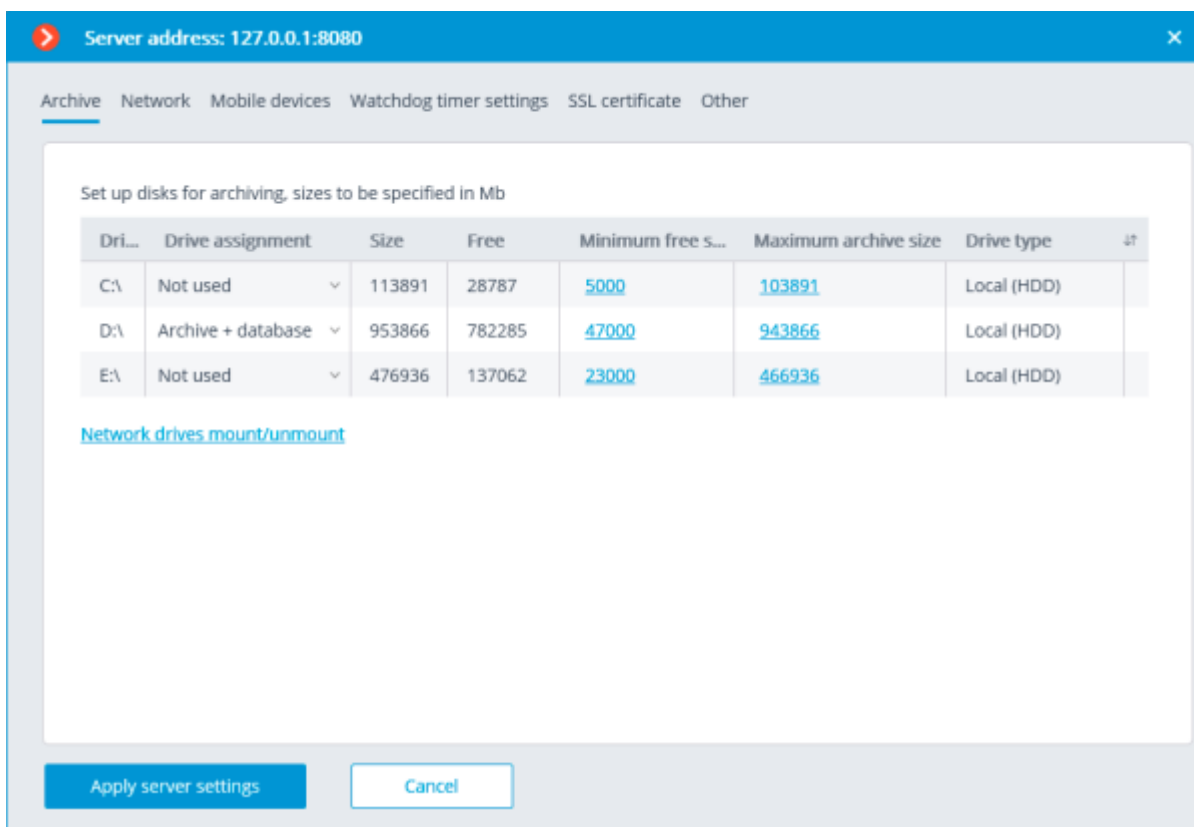 Server address: 127.0.0.1:8080
Archive Network Mobile devices Watchdog timer settings SSL certificate Other
Set up disks for archiving, sizes to be specified in Mb
Dri... Drive assignment Size Free Minimum free s... Maximum archive size Drive type
C:\ Not used 113891 28787 5000 103891 Local (HDD)
D:\ Archive + database 953866 782285 47000 943866 Local (HDD)
E:\ Not used 476936 137062 23000 466936 Local (HDD)
Network drives mount/unmount
Apply server settings Cancel